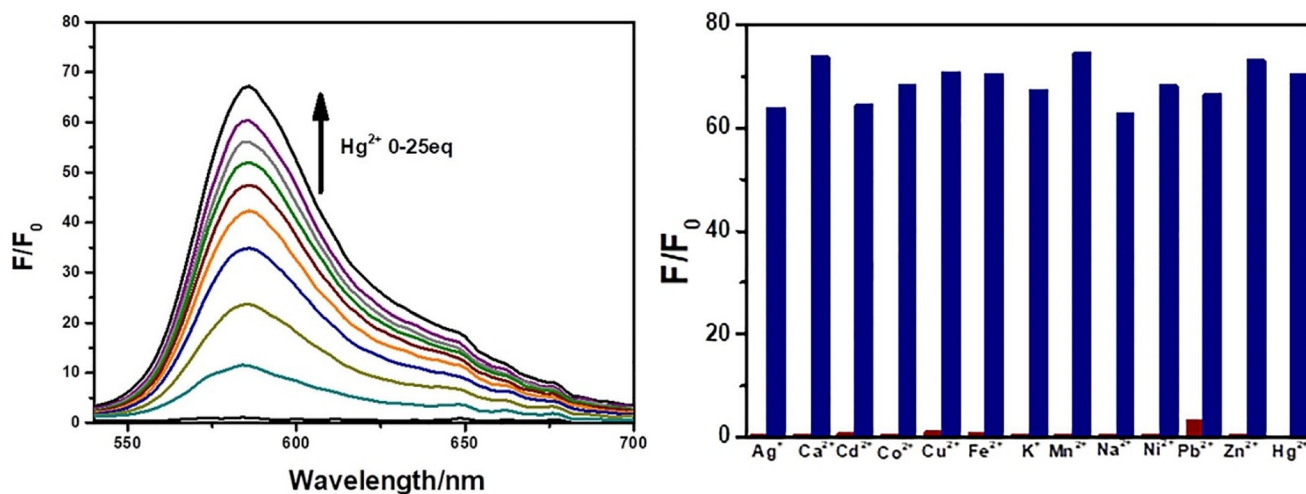 80
70
60
50
40
30
20
10
0
F/F₀
Hg²⁺ 0-25eq
550 600 650 700
Wavelength/nm
80
60
40
20
0
F/F₀
Ag⁺ Ca²⁺ Cd²⁺ Co²⁺ Cu²⁺ Fe²⁺ K⁺ Mn²⁺ Na²⁺ Ni²⁺ Pb²⁺ Zn²⁺ Hg²⁺